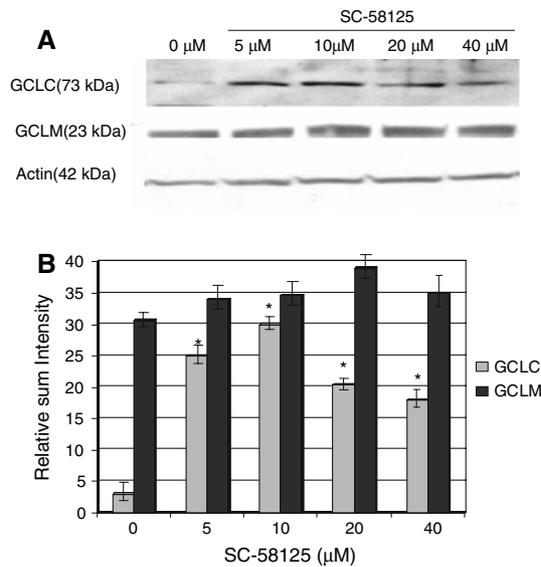 SC-58125
A
0 μM 5 μM 10μM 20 μM 40 μM
GCLC(73 kDa)
GCLM(23 kDa)
Actin(42 kDa)
B
40
35
30
25
20
15
10
5
0
Relative sum Intensity
* * * *
0 5 10 20 40
SC-58125 (μM)
GCLC
GCLM